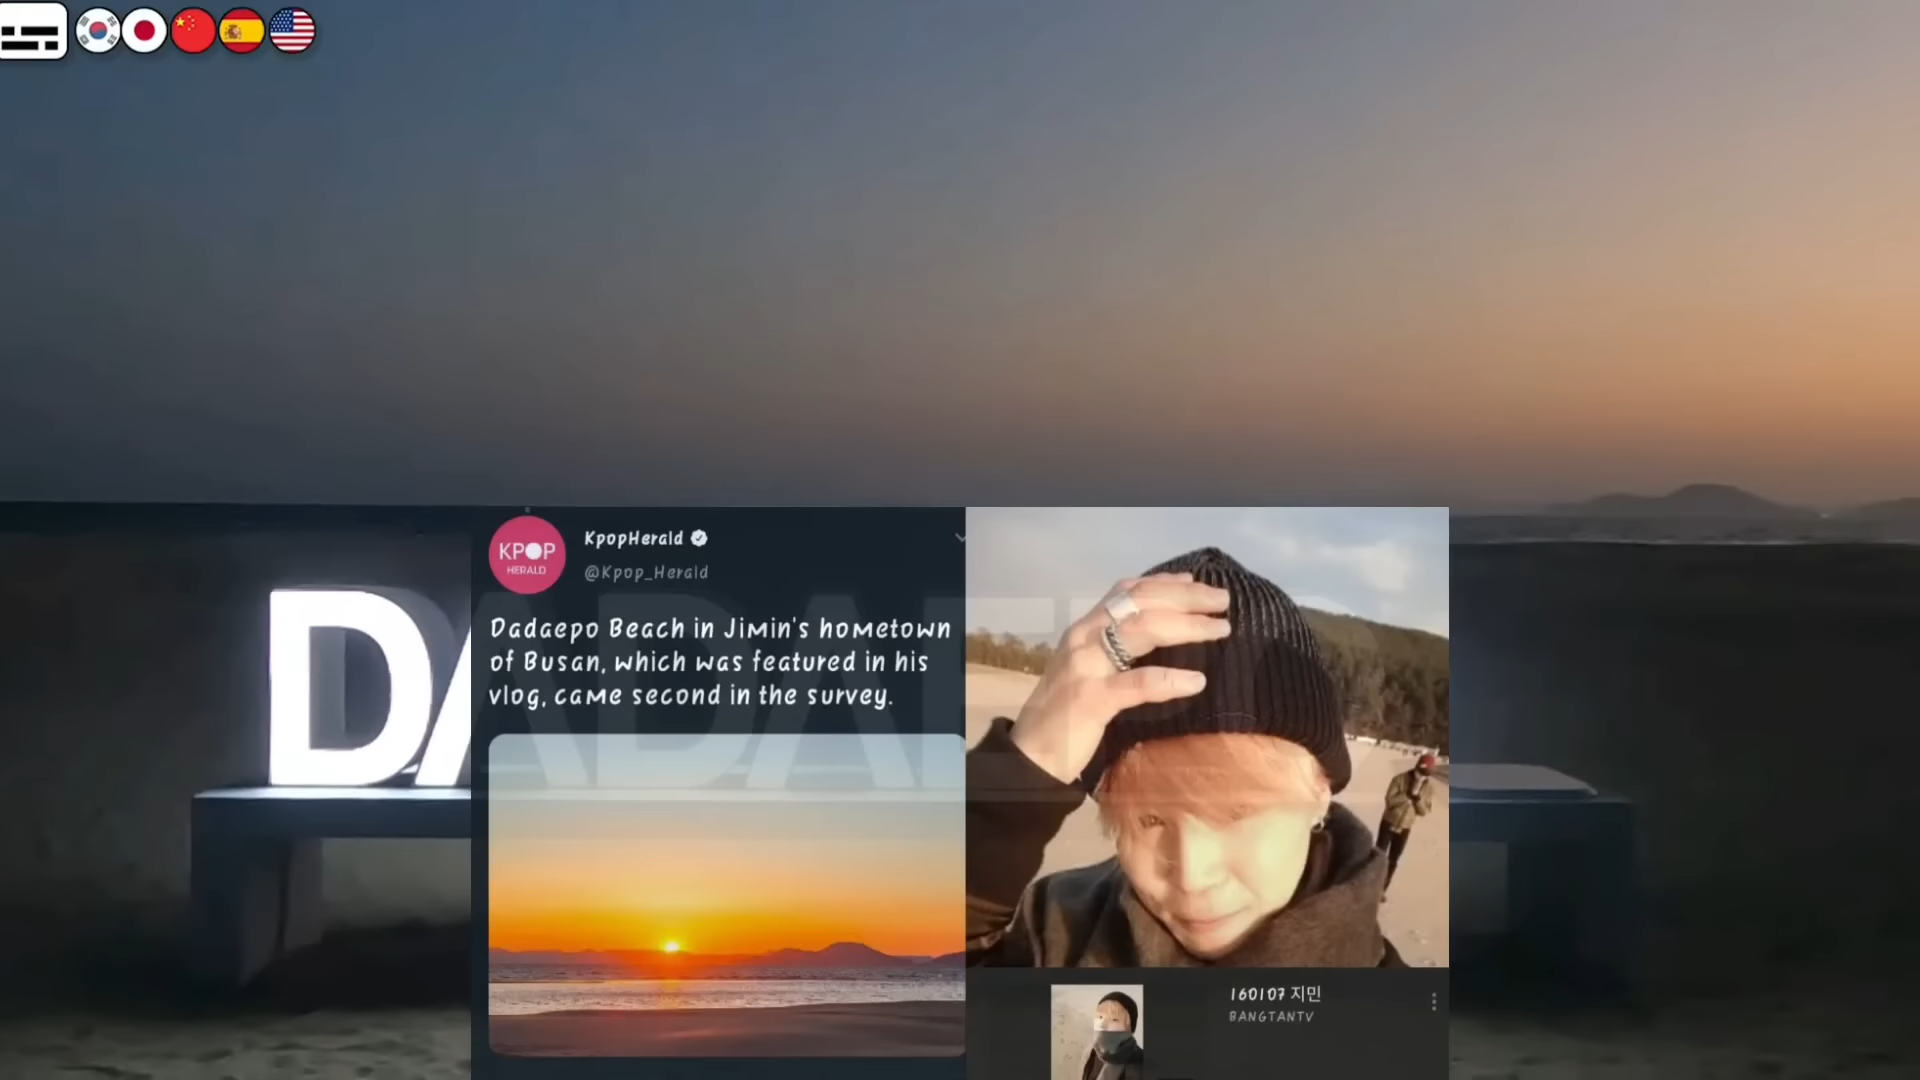 KpopHerald
@Kpop_Herald
KPOP
HERALD
Dadaepo Beach in Jimin's hometown
of Busan, which was featured in his
vlog, came second in the survey.
DADAEP
160107 지민
BANGTANTV